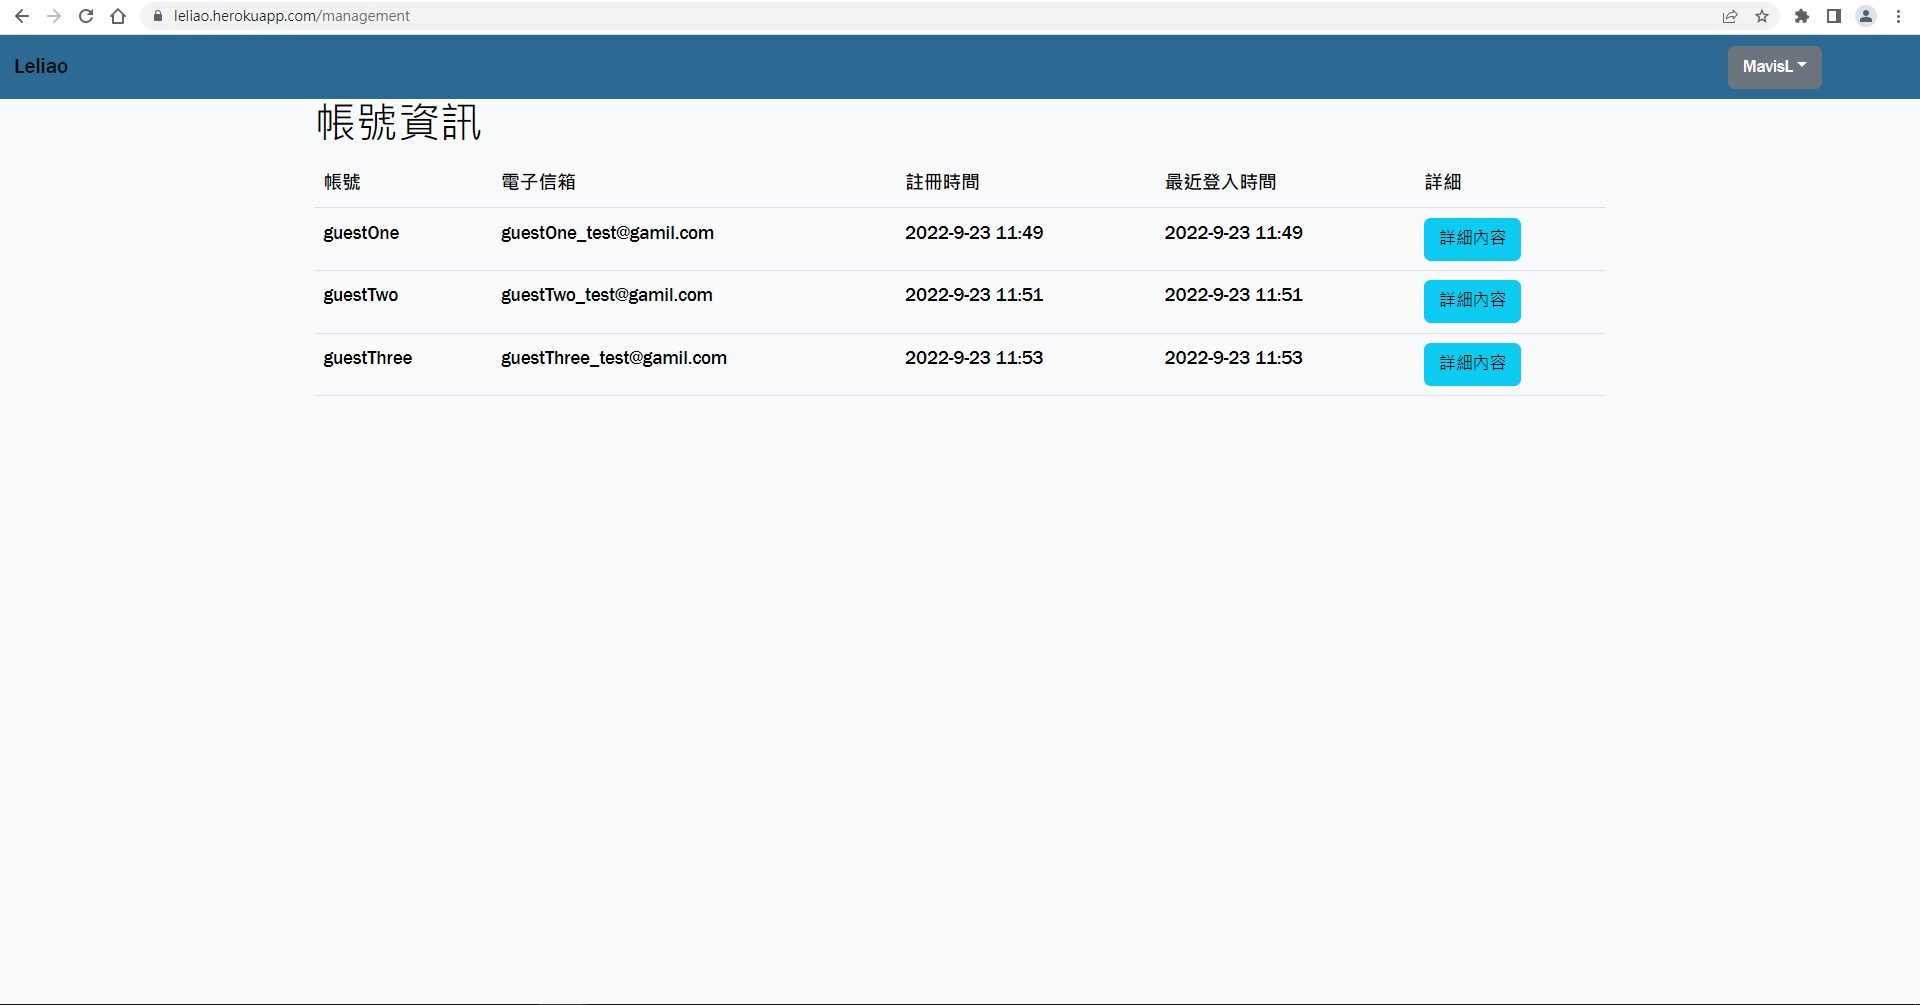 leliao.herokuapp.com/management
Leliao
MavisL
帳號資訊
帳號 電子信箱 註冊時間 最近登入時間 詳細
guestOne guestOne_test@gamil.com 2022-9-23 11:49 2022-9-23 11:49 詳細內容
guestTwo guestTwo_test@gamil.com 2022-9-23 11:51 2022-9-23 11:51 詳細內容
guestThree guestThree_test@gamil.com 2022-9-23 11:53 2022-9-23 11:53 詳細內容